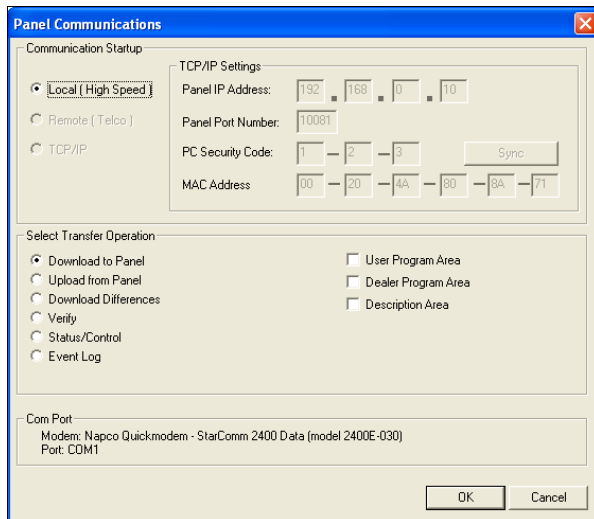 Panel Communications
Communication Startup
Local ( High Speed )
Remote ( Telco )
TCP/IP
TCP/IP Settings
Panel IP Address: 192 . 168 . 0 . 10
Panel Port Number: 10081
PC Security Code: 1 - 2 - 3 Sync
MAC Address 00 - 20 - 4A - 80 - 8A - 71
Select Transfer Operation
Download to Panel
Upload from Panel
Download Differences
Verify
Status/Control
Event Log
User Program Area
Dealer Program Area
Description Area
Com Port
Modem: Napco Quickmodem - StarComm 2400 Data (model 2400E-030)
Port: COM1
OK Cancel